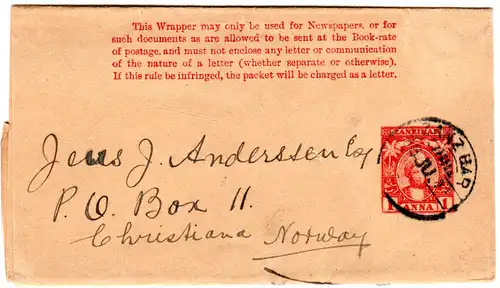 This Wrapper may only be used for Newspapers, or for
such documents as are allowed to be sent at the Book-rate
of postage, and must not enclose any letter or communication
of the nature of a letter (whether separate or otherwise).
If this rule be infringed, the packet will be charged as a letter.
ZANZIBAR
ZANZIBAR
1 ANNA 1
Jens J. Anderssen Esq
P.O. Box 11.
Christiana Norway